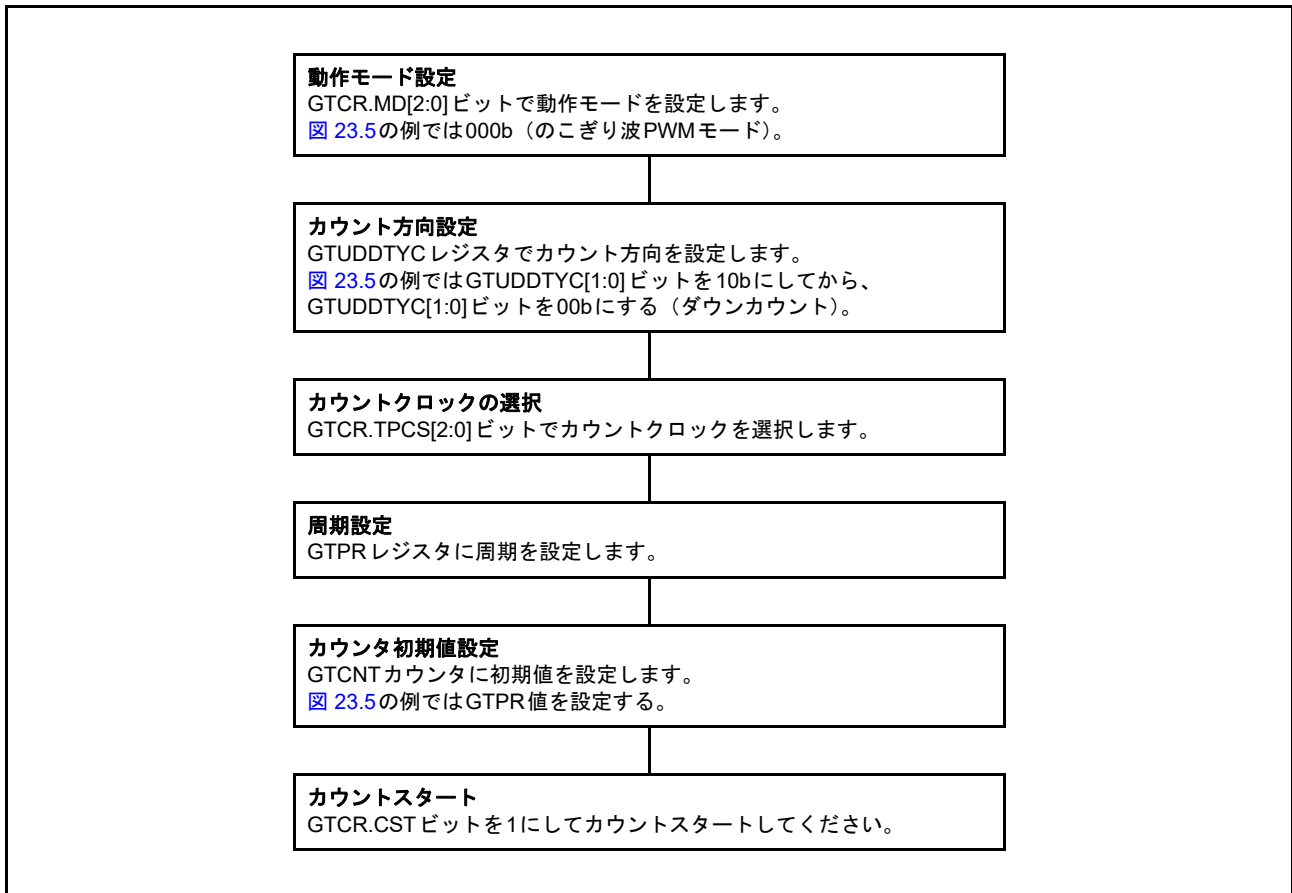 動作モード設定
GTCR.MD[2:0]ビットで動作モードを設定します。
図 23.5の例では000b（のこぎり波PWMモード）。
カウント方向設定
GTUDDTYCレジスタでカウント方向を設定します。
図 23.5の例ではGTUDDTYC[1:0]ビットを10bにしてから、
GTUDDTYC[1:0]ビットを00bにする（ダウンカウント）。
カウントクロックの選択
GTCR.TPCS[2:0]ビットでカウントクロックを選択します。
周期設定
GTPRレジスタに周期を設定します。
カウンタ初期値設定
GTCNTカウンタに初期値を設定します。
図 23.5の例ではGTPR値を設定する。
カウントスタート
GTCR.CSTビットを1にしてカウントスタートしてください。